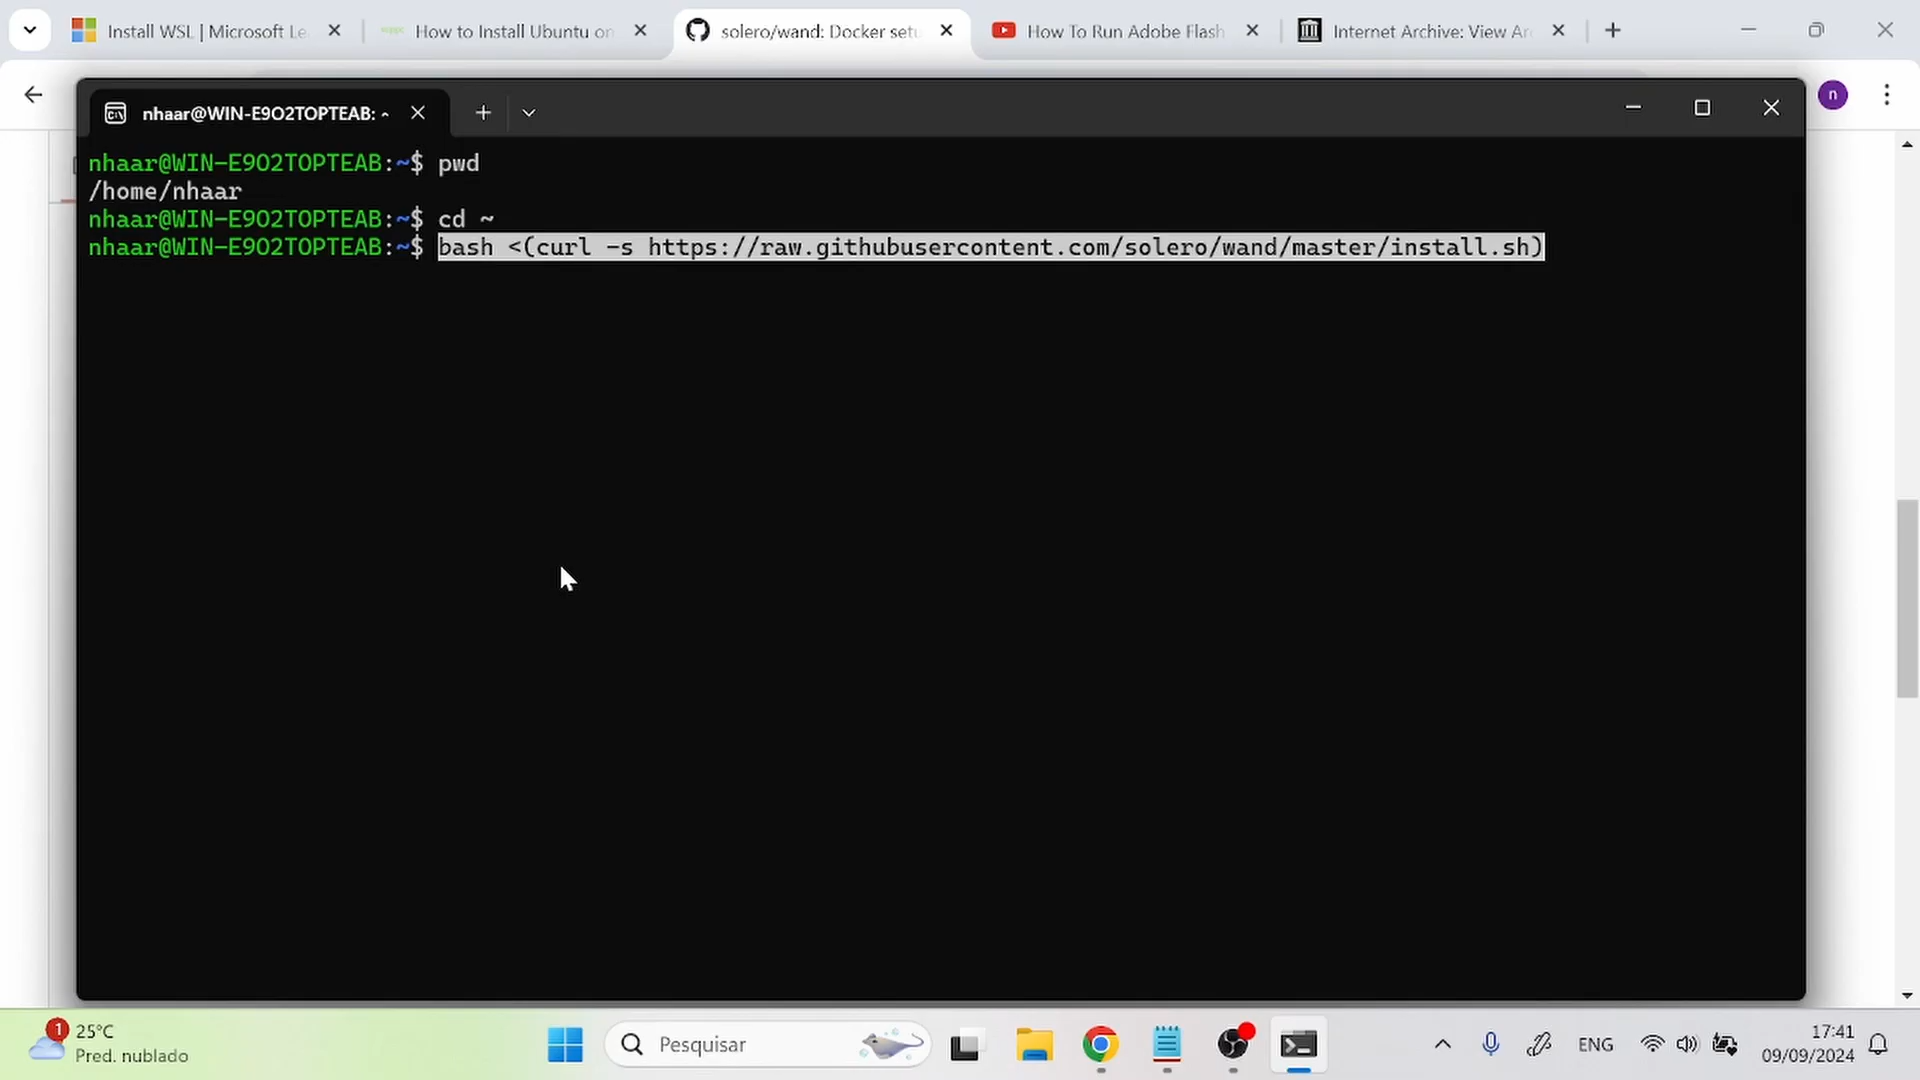 Install WSL | Microsoft Le
How to Install Ubuntu on
solero/wand: Docker setu
How To Run Adobe Flash
Internet Archive: View Ar
n
nhaar@WIN-E9O2TOPTEAB: ~
nhaar@WIN-E9O2TOPTEAB:~$ pwd
/home/nhaar
nhaar@WIN-E9O2TOPTEAB:~$ cd ~
nhaar@WIN-E9O2TOPTEAB:~$ bash <(curl -s https://raw.githubusercontent.com/solero/wand/master/install.sh)
1
25°C
Pred. nublado
Pesquisar
ENG
17:41
09/09/2024